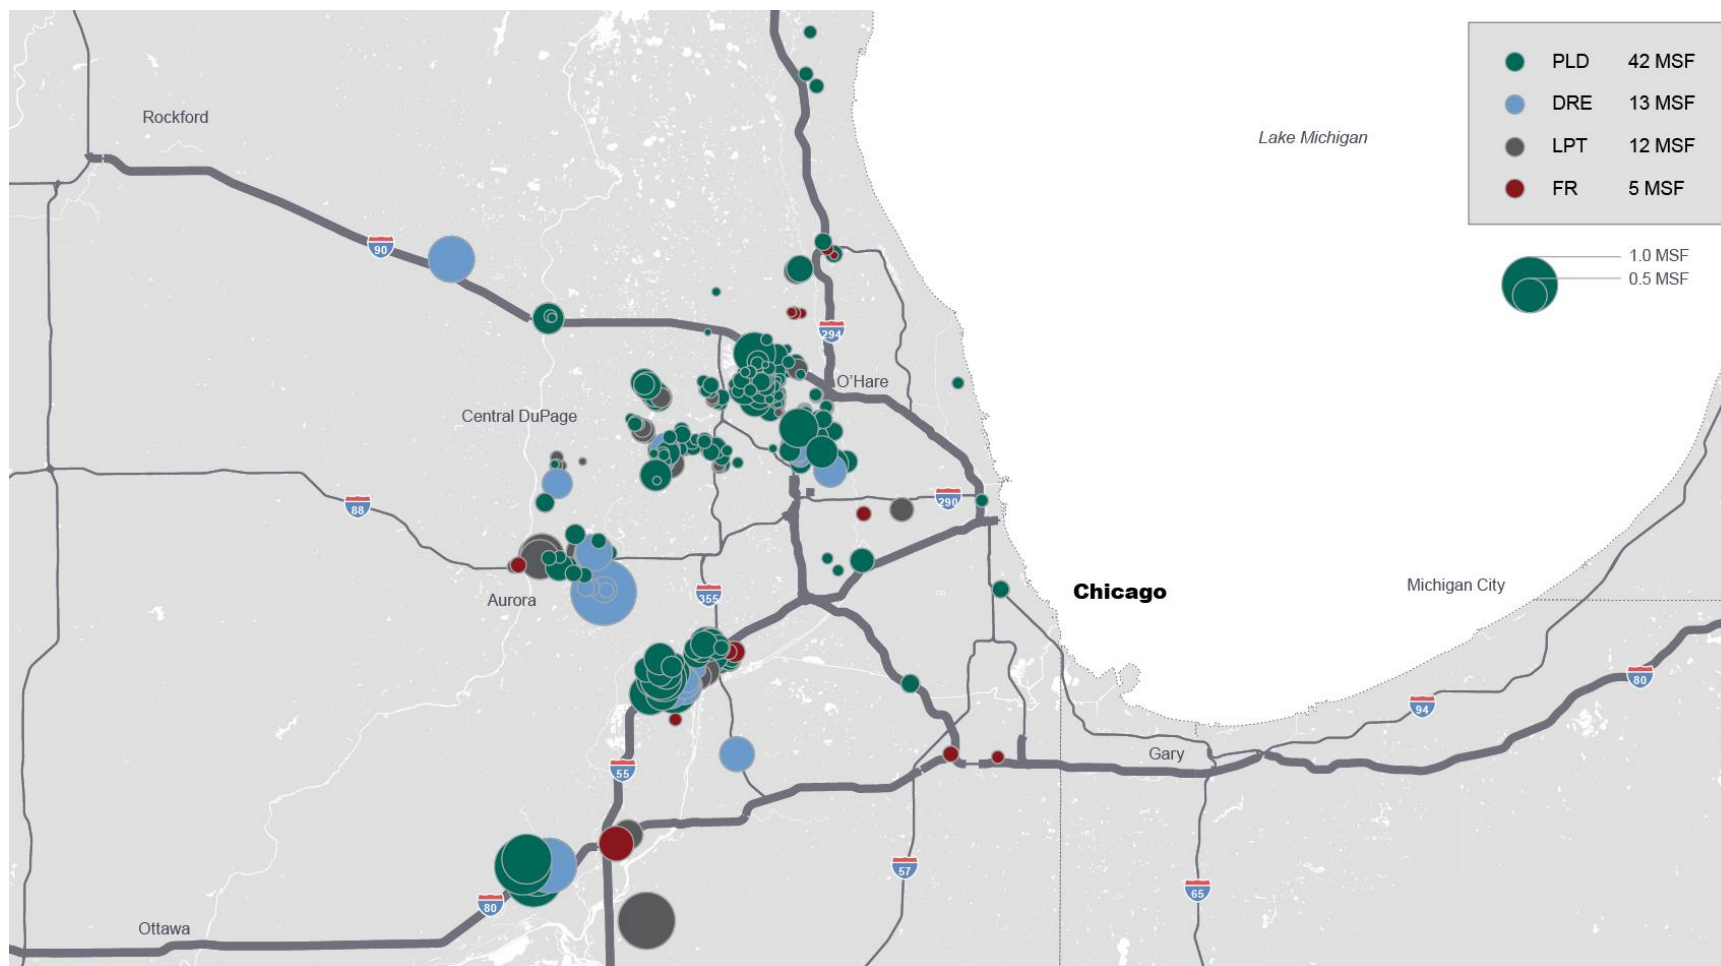 PLD 42 MSF
DRE 13 MSF
LPT 12 MSF
FR 5 MSF
1.0 MSF
0.5 MSF
Rockford
Lake Michigan
90
294
O'Hare
Central DuPage
290
88
Aurora
355
Chicago
Michigan City
80
94
Gary
55
57
65
80
Ottawa